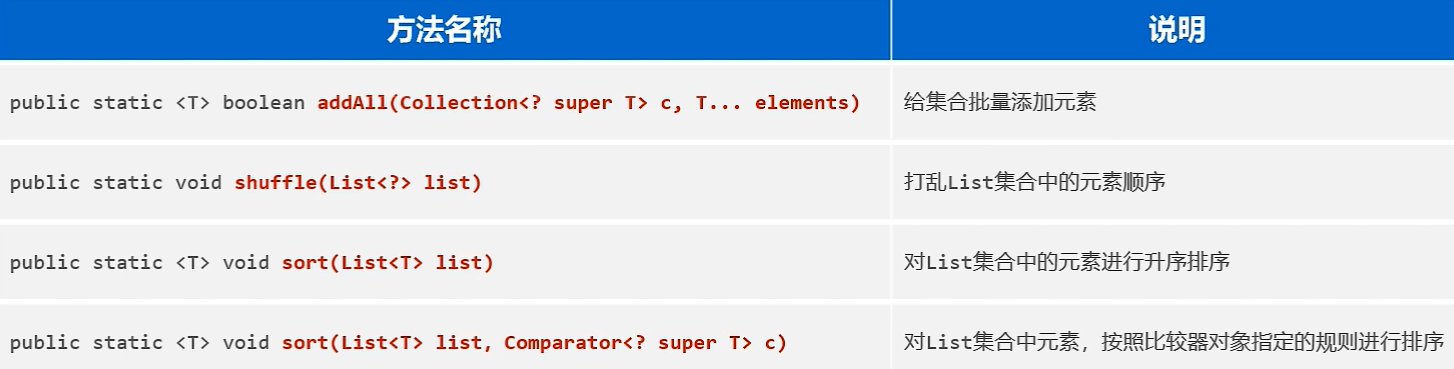 方法名称 说明
public static <T> boolean addAll(Collection<? super T> c, T... elements) 给集合批量添加元素
public static void shuffle(List<?> list) 打乱List集合中的元素顺序
public static <T> void sort(List<T> list) 对List集合中的元素进行升序排序
public static <T> void sort(List<T> list, Comparator<? super T> c) 对List集合中元素，按照比较器对象指定的规则进行排序